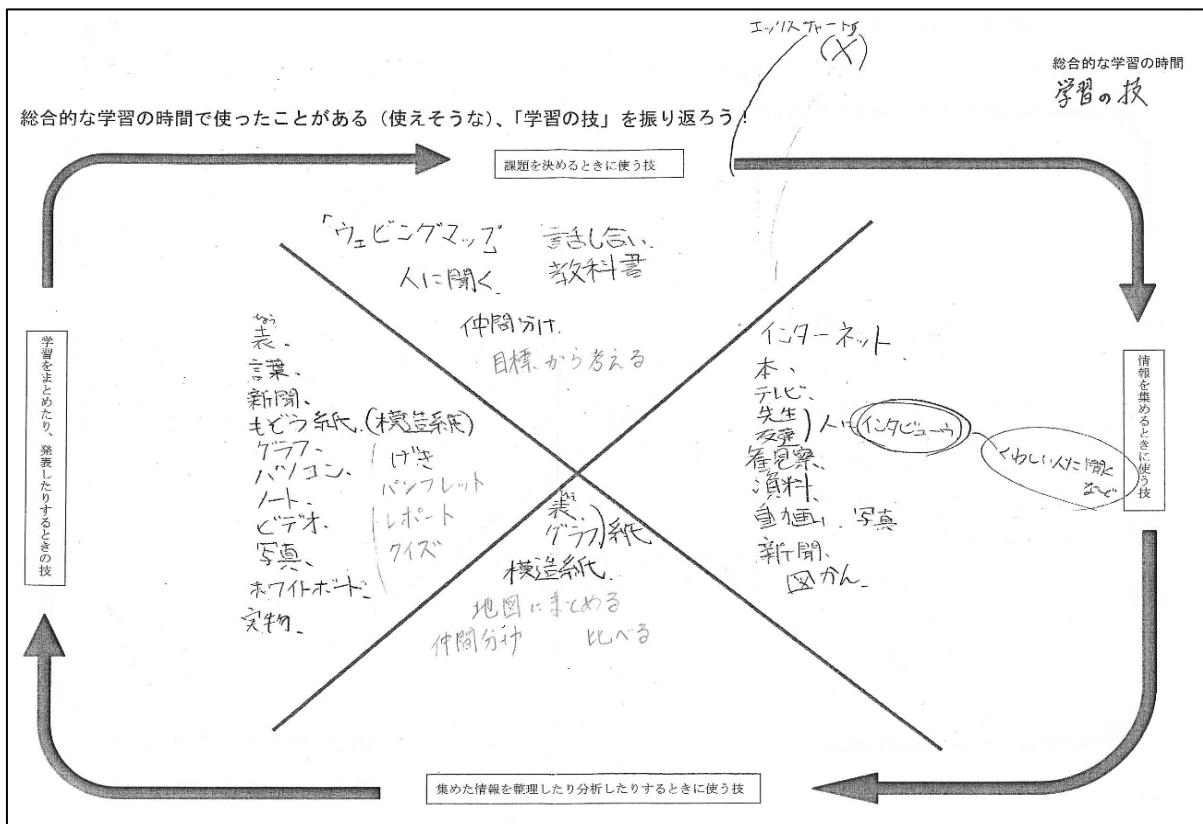 エックスチャート
(X)
総合的な学習の時間
学習の技
総合的な学習の時間で使ったことがある（使えそうな）、「学習の技」を振り返ろう！
課題を決めるときに使う技
「ウェビングマップ」 話し合い、
人に聞く、 教科書
仲間分け、
目標から考える
情報を集めるときに使う技
インターネット、
本、
テレビ、
先生
友達）人に インタビューゥ
くわしい人に聞く
など
観察、
資料、
動画、写真
新聞、
図かん、
集めた情報を整理したり分析したりするときに使う技
表、
グラフ）紙
模造紙、
地図にまとめる
仲間分け 比べる
学習をまとめたり、発表したりするときの技
ひょう
表、
言葉、
新聞、
もどう紙、（模造紙）
グラフ、
パソコン、
ノート、
ビデオ、
写真、
ホワイトボード、
実物、
げき
パンフレット
レポート
クイズ